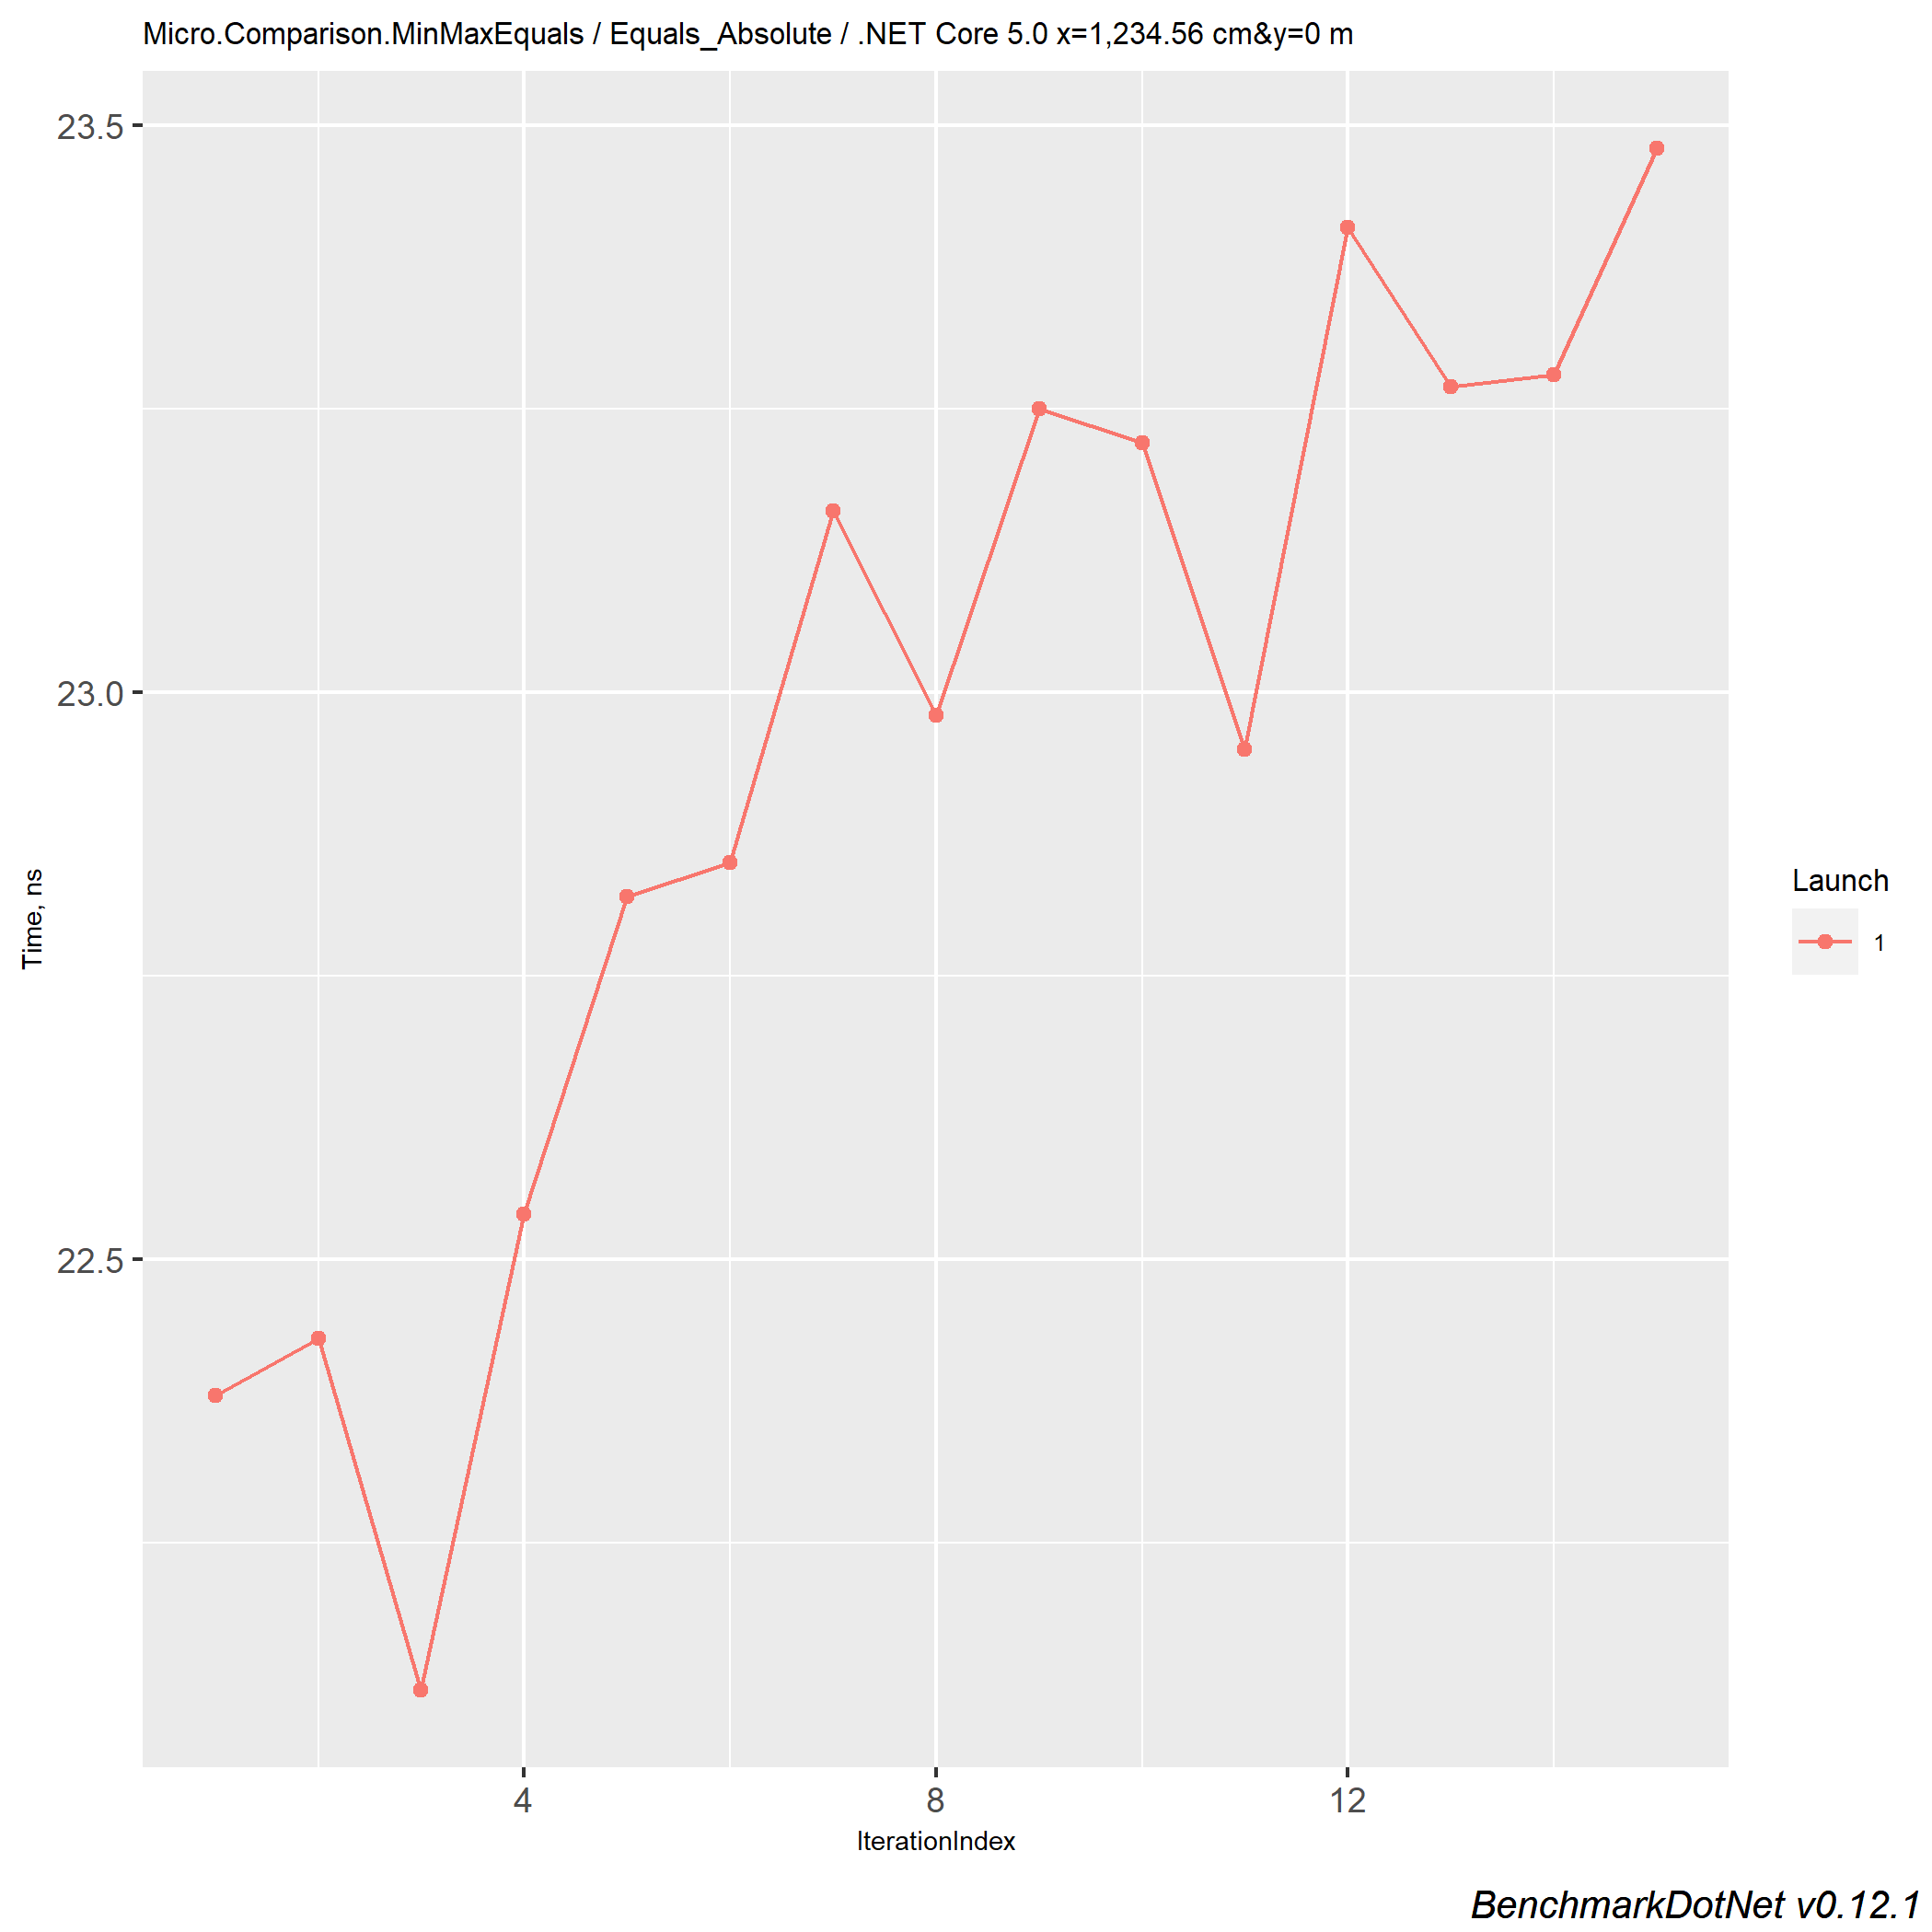 Micro.Comparison.MinMaxEquals / Equals_Absolute / .NET Core 5.0 x=1,234.56 cm&y=0 m
23.5
23.0
22.5
Time, ns
4
8
12
IterationIndex
Launch
1
BenchmarkDotNet v0.12.1